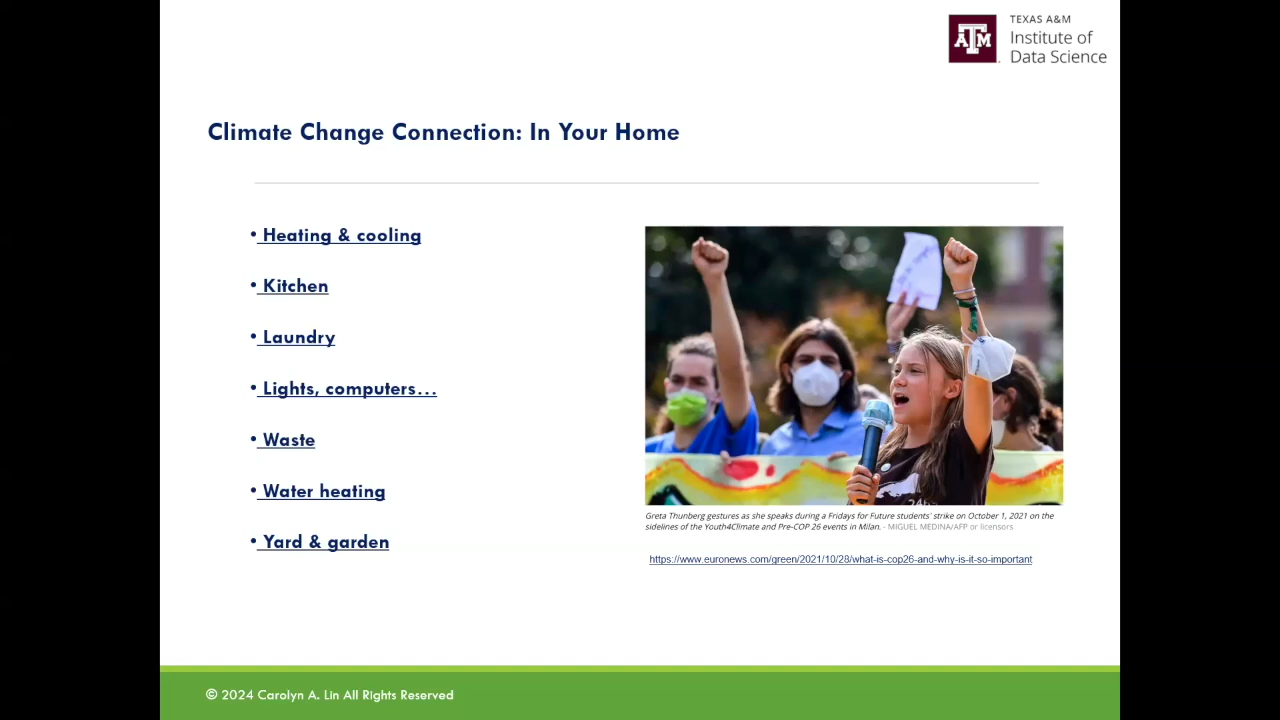 TEXAS A&M
Institute of
Data Science
ATM
Climate Change Connection: In Your Home
• Heating & cooling
• Kitchen
• Laundry
• Lights, computers…
• Waste
• Water heating
• Yard & garden
Greta Thunberg gestures as she speaks during a Fridays for Future students' strike on October 1, 2021 on the
sidelines of the Youth4Climate and Pre-COP 26 events in Milan. - MIGUEL MEDINA/AFP or licensors
https://www.euronews.com/green/2021/10/28/what-is-cop26-and-why-is-it-so-important
© 2024 Carolyn A. Lin All Rights Reserved